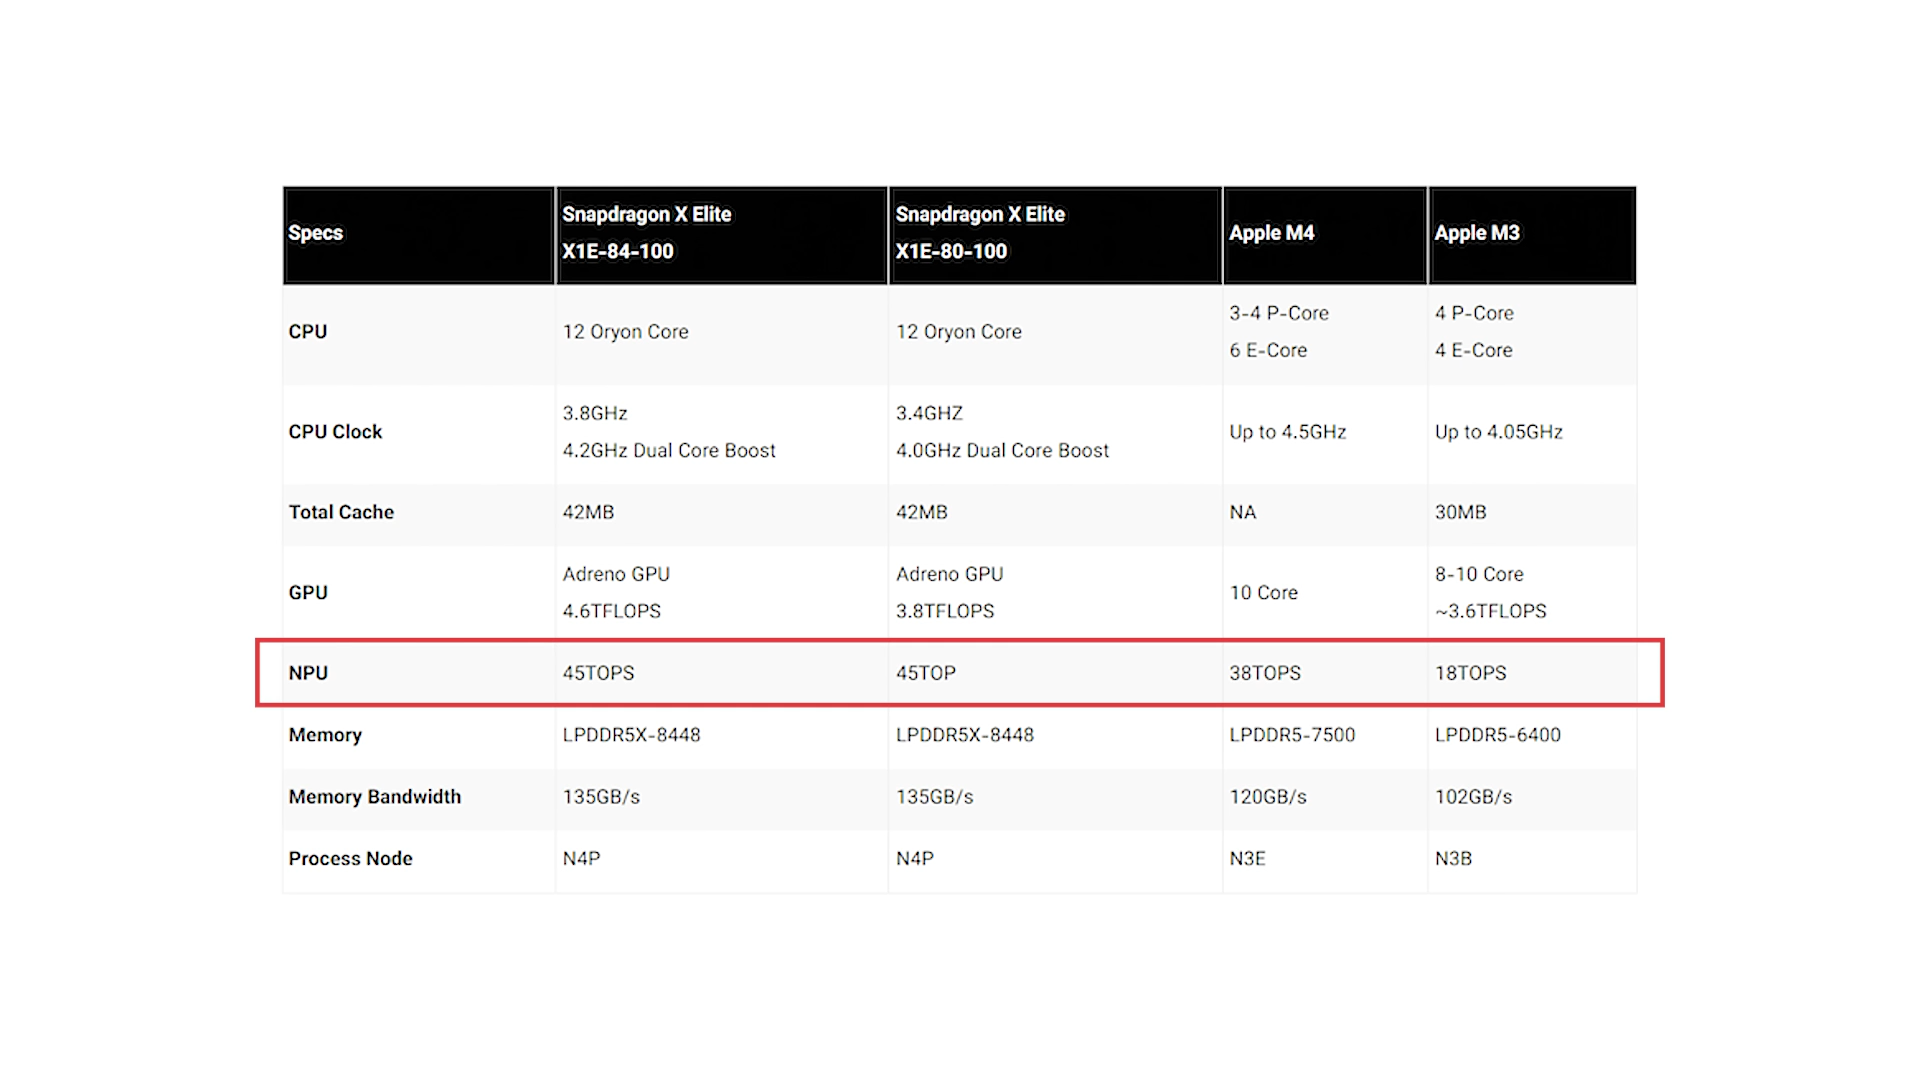 Specs
Snapdragon X Elite
X1E-84-100
Snapdragon X Elite
X1E-80-100
Apple M4
Apple M3
CPU
12 Oryon Core
12 Oryon Core
3-4 P-Core
6 E-Core
4 P-Core
4 E-Core
CPU Clock
3.8GHz
4.2GHz Dual Core Boost
3.4GHZ
4.0GHz Dual Core Boost
Up to 4.5GHz
Up to 4.05GHz
Total Cache
42MB
42MB
NA
30MB
GPU
Adreno GPU
4.6TFLOPS
Adreno GPU
3.8TFLOPS
10 Core
8-10 Core
~3.6TFLOPS
NPU
45TOPS
45TOP
38TOPS
18TOPS
Memory
LPDDR5X-8448
LPDDR5X-8448
LPDDR5-7500
LPDDR5-6400
Memory Bandwidth
135GB/s
135GB/s
120GB/s
102GB/s
Process Node
N4P
N4P
N3E
N3B